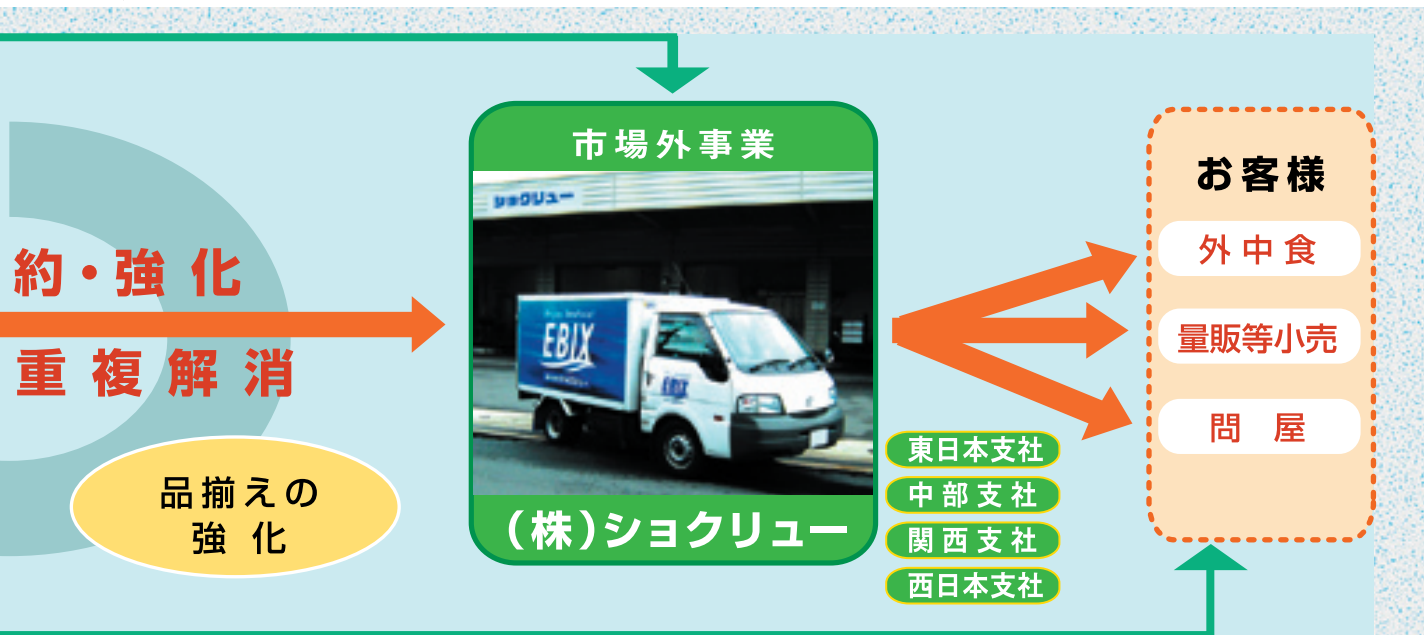 約・強化
重複解消
品揃えの
強化
市場外事業
ショクリュー
EBIX
EBIX
(株)ショクリュー
東日本支社
中部支社
関西支社
西日本支社
お客様
外中食
量販等小売
問屋